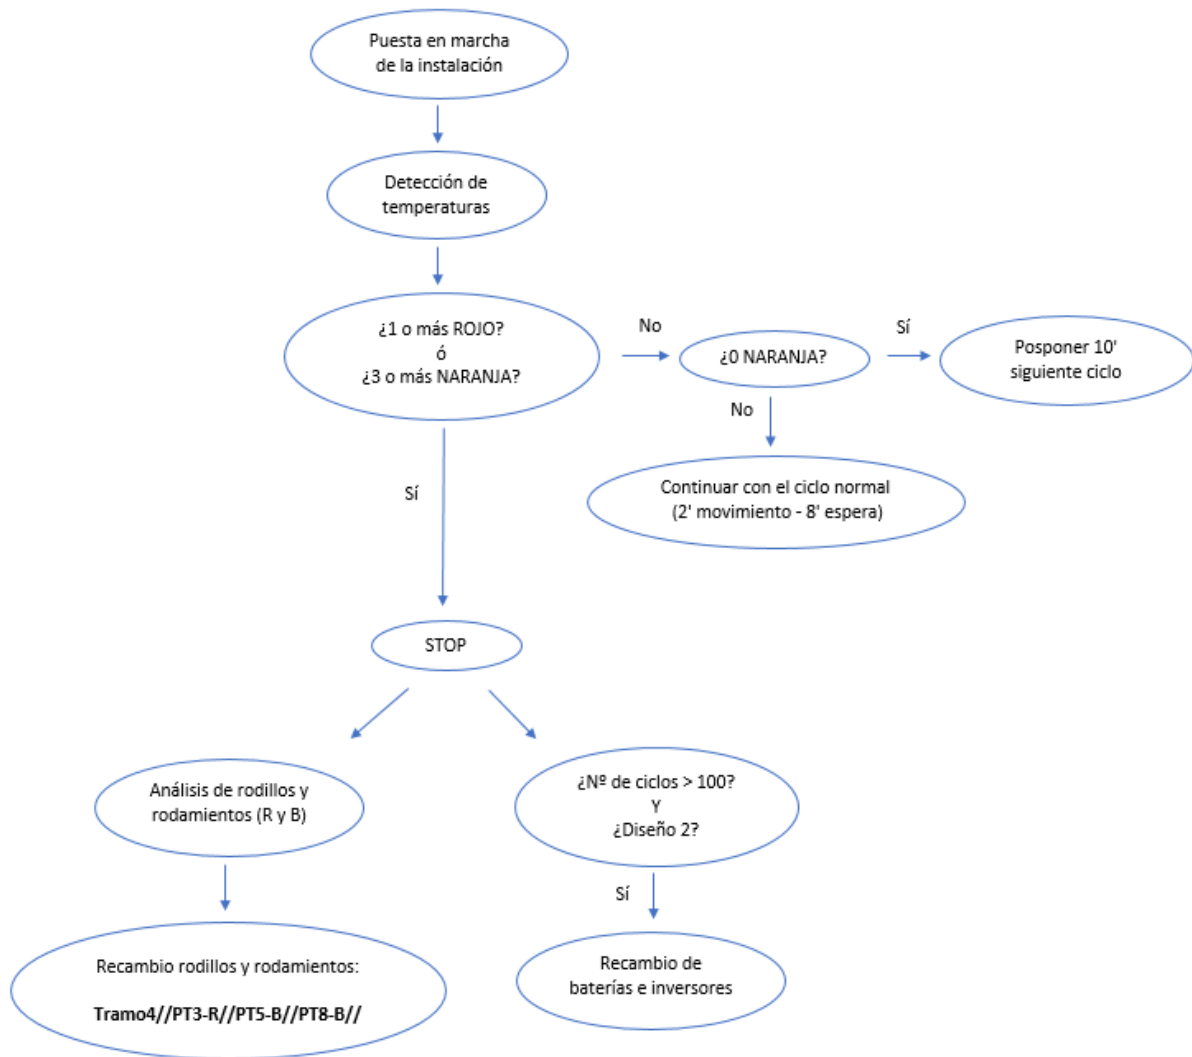 Puesta en marcha
de la instalación
Detección de
temperaturas
¿1 o más ROJO?
ó
¿3 o más NARANJA?
No
¿0 NARANJA?
Sí
Posponer 10'
siguiente ciclo
No
Continuar con el ciclo normal
(2' movimiento - 8' espera)
Sí
STOP
Análisis de rodillos y
rodamientos (R y B)
¿Nº de ciclos > 100?
Y
¿Diseño 2?
Sí
Recambio rodillos y rodamientos:
Tramo4//PT3-R//PT5-B//PT8-B//
Recambio de
baterías e inversores